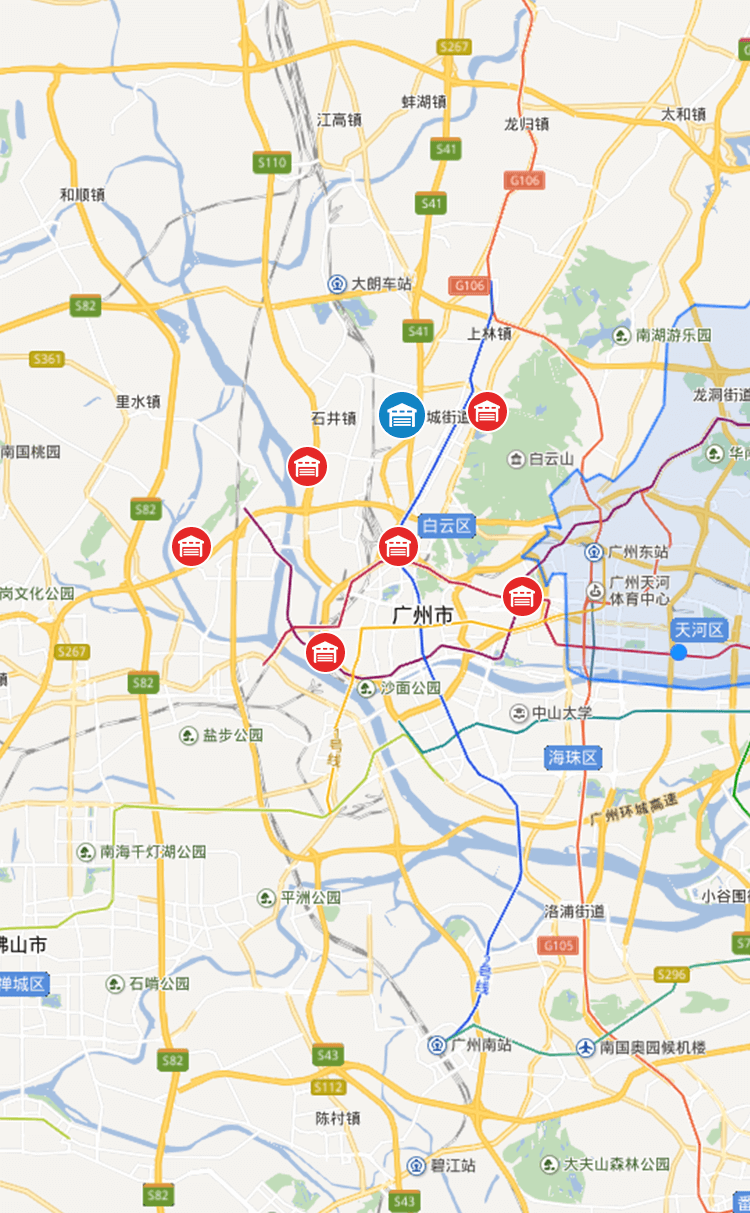 S267
蚌湖镇
江高镇
龙归镇
太和镇
S41
S110
G106
和顺镇
S41
大朗车站
G106
S82
S41
上林镇
南湖游乐园
S361
里水镇
龙洞街道
石井镇
城街道
南国桃园
白云山
S82
白云区
广州东站
广州天河
体育中心
岗文化公园
广州市
天河区
S267
S82
沙面公园
中山大学
盐步公园
1号线
海珠区
广州环城高速
南海千灯湖公园
平洲公园
小谷围街
洛浦街道
佛山市
G105
S296
禅城区
石啃公园
2号线
广州南站
南国奥园候机楼
S82
S43
S112
陈村镇
碧江站
大夫山森林公园
S82
S43